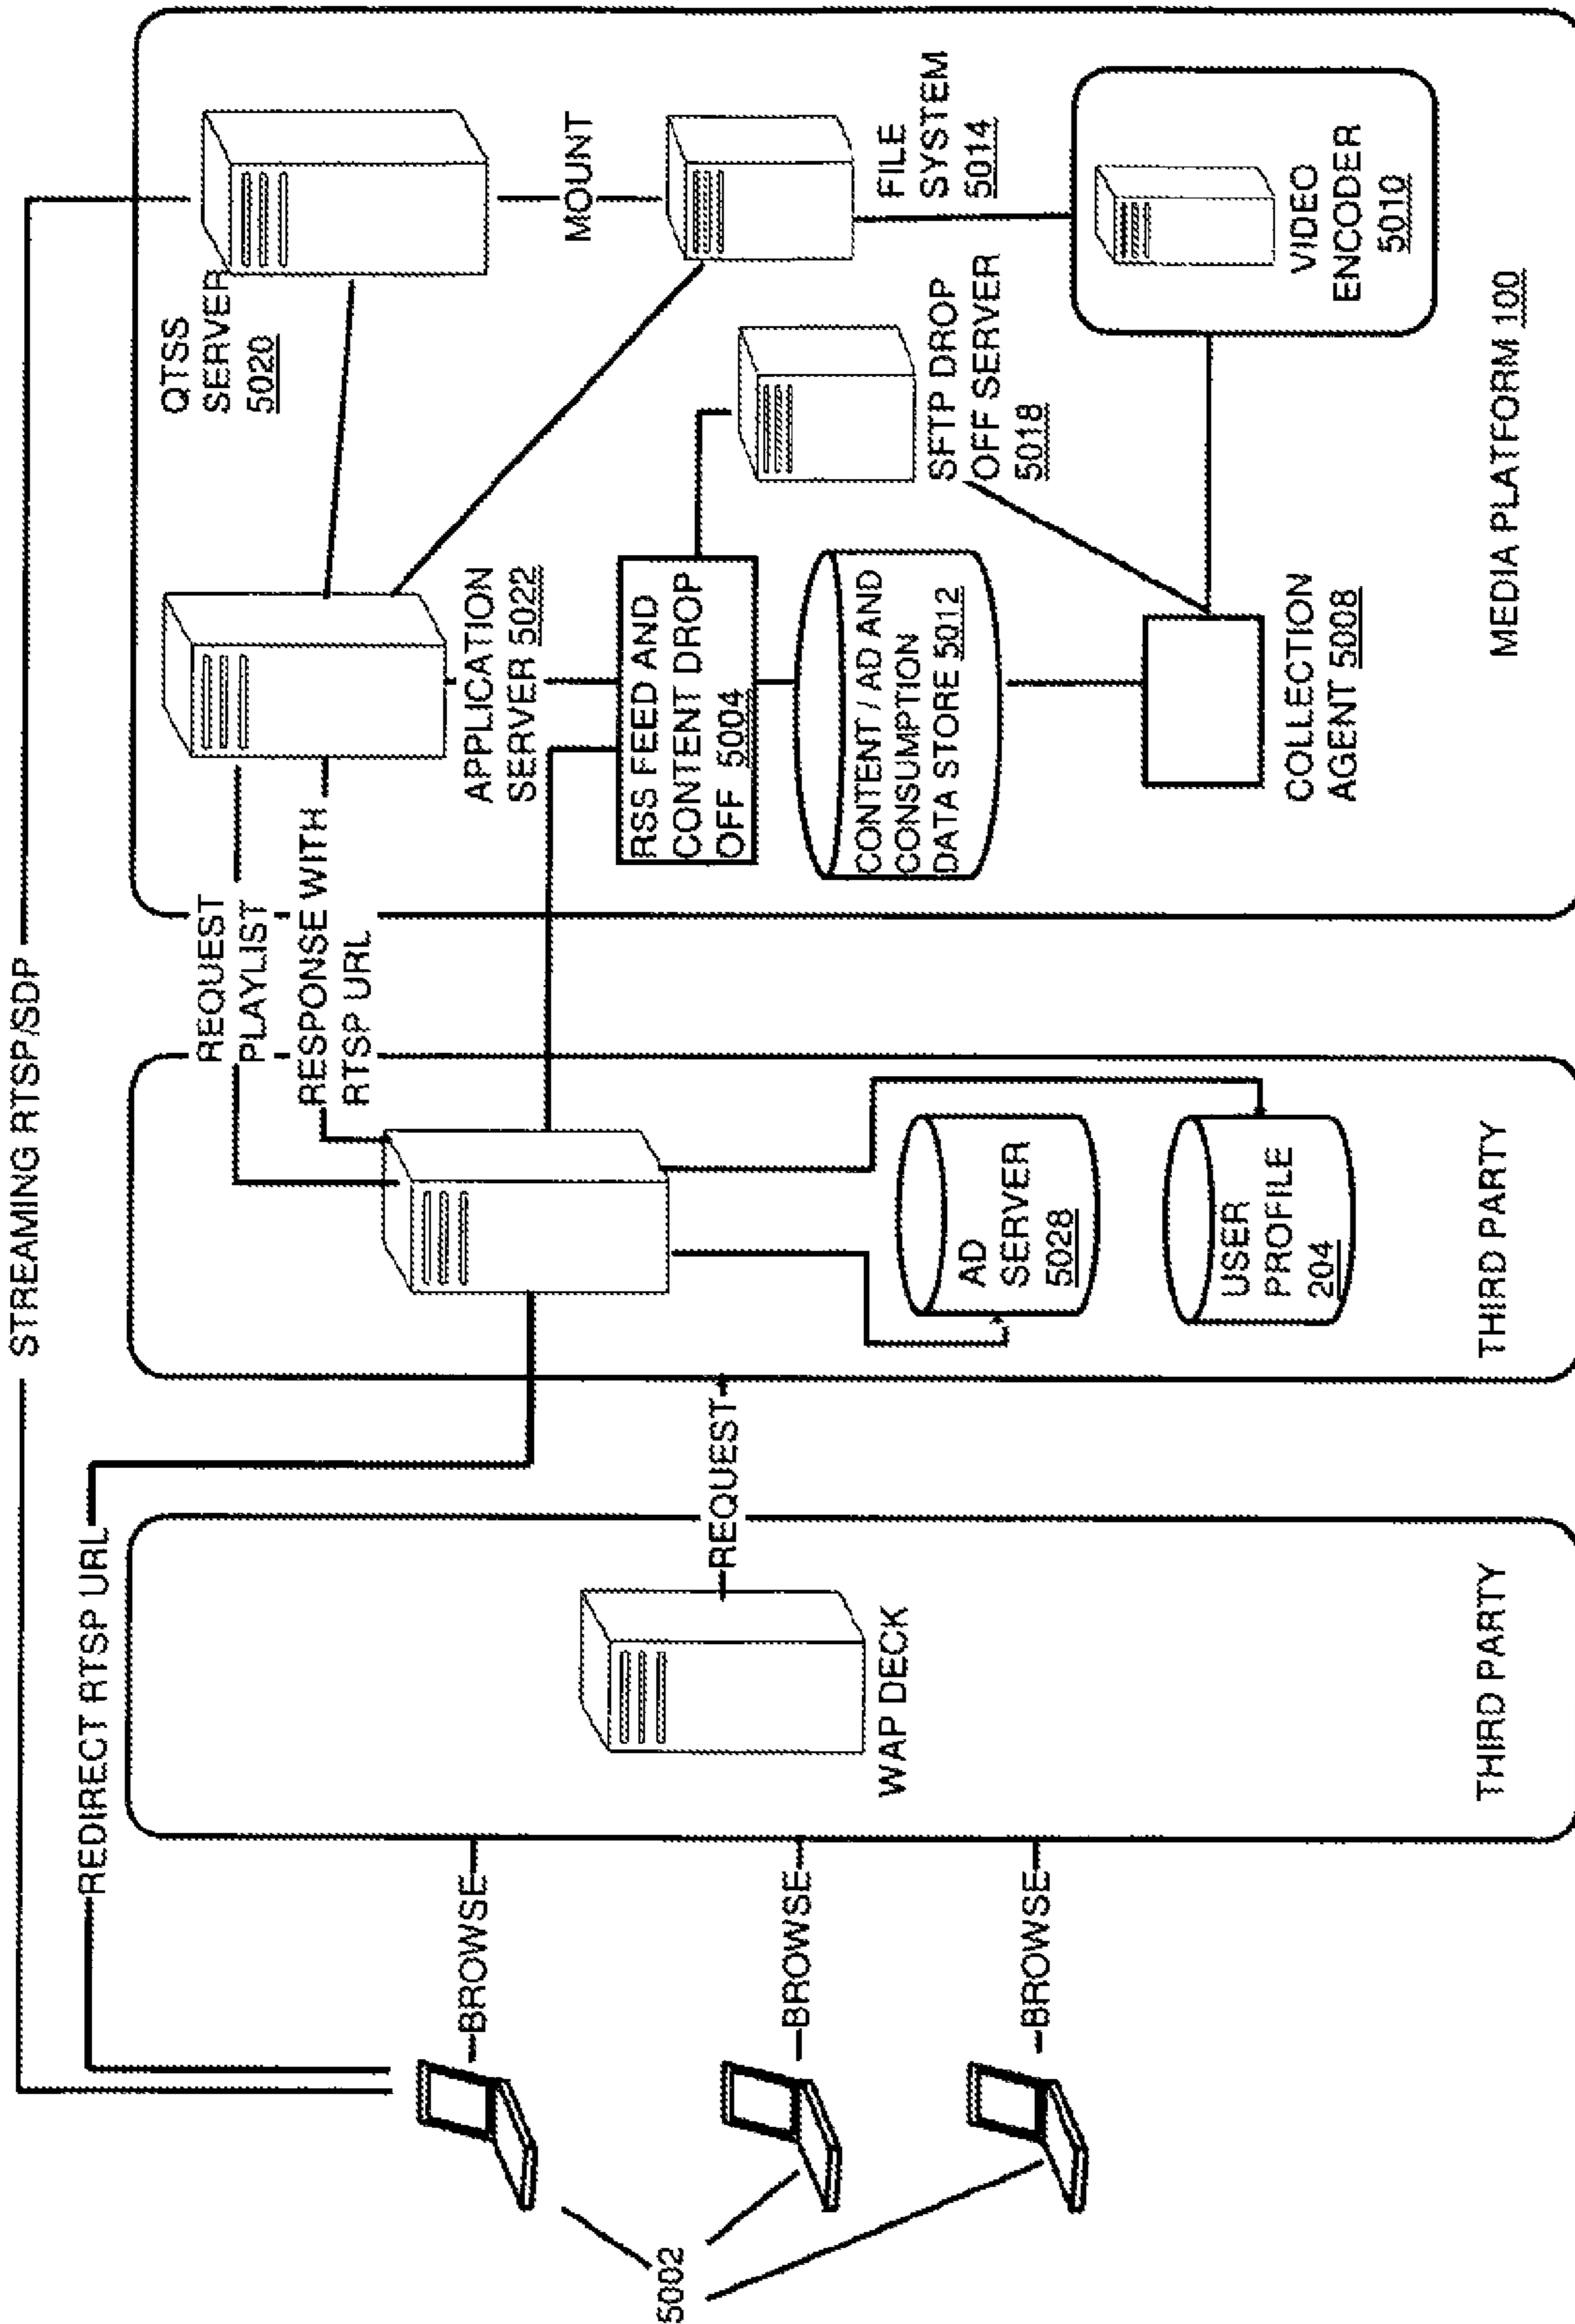 STREAMING RTSP/SDP
REDIRECT RTSP URL
REQUEST
PLAYLIST
RESPONSE WITH
RTSP URL
5002
BROWSE
BROWSE
BROWSE
WAP DECK
THIRD PARTY
REQUEST
AD
SERVER
5028
USER
PROFILE
204
THIRD PARTY
QTSS
SERVER
5020
APPLICATION
SERVER 5022
MOUNT
RSS FEED AND
CONTENT DROP
OFF 5004
SFTP DROP
OFF SERVER
5018
FILE
SYSTEM
5014
CONTENT / AD AND
CONSUMPTION
DATA STORE 5012
VIDEO
ENCODER
5010
COLLECTION
AGENT 5008
MEDIA PLATFORM 100